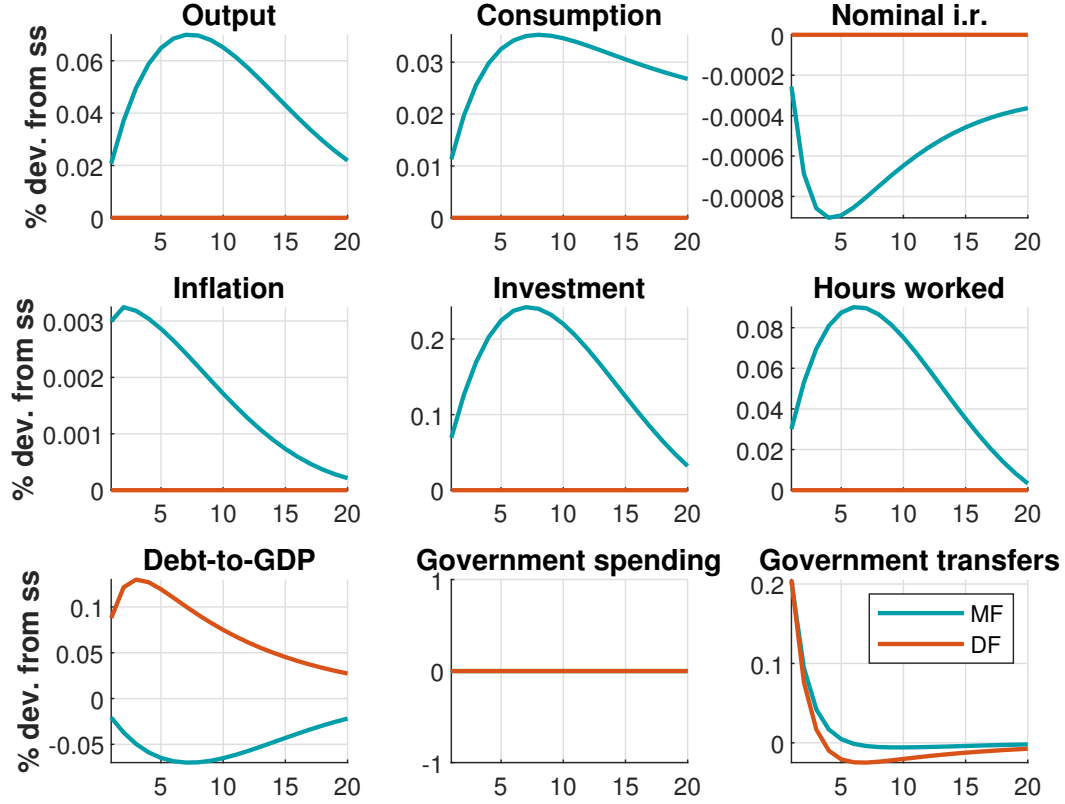 Output
% dev. from ss
0.06
0.04
0.02
0
5 10 15 20
Consumption
0.03
0.02
0.01
0
5 10 15 20
Nominal i.r.
0
-0.0002
-0.0004
-0.0006
-0.0008
5 10 15 20
Inflation
% dev. from ss
0.003
0.002
0.001
0
5 10 15 20
Investment
0.2
0.1
0
5 10 15 20
Hours worked
0.08
0.06
0.04
0.02
0
5 10 15 20
Debt-to-GDP
% dev. from ss
0.1
0.05
0
-0.05
5 10 15 20
Government spending
1
0
-1
5 10 15 20
Government transfers
0.2
0.1
0
5 10 15 20
MF
DF